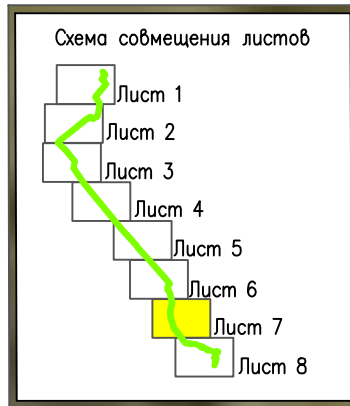 Схема совмещения листов
Лист 1
Лист 2
Лист 3
Лист 4
Лист 5
Лист 6
Лист 7
Лист 8